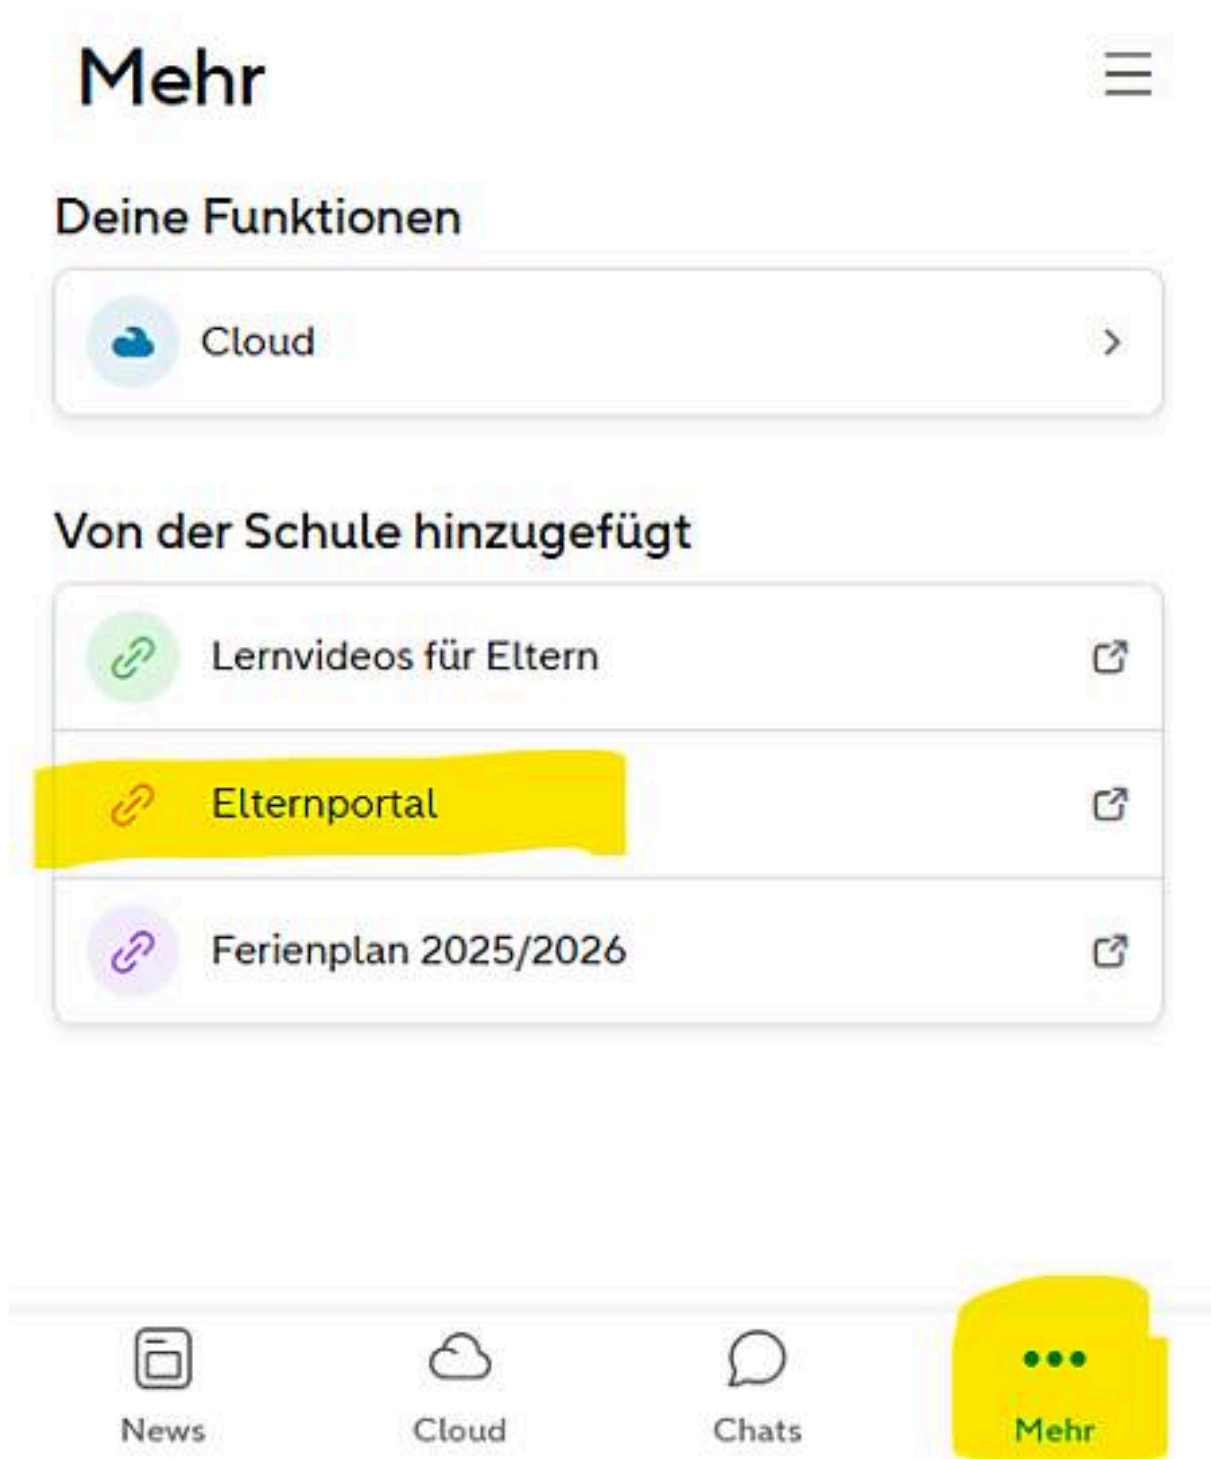 Mehr
Deine Funktionen
Cloud
Von der Schule hinzugefügt
Lernvideos für Eltern
Elternportal
Ferienplan 2025/2026
News
Cloud
Chats
Mehr